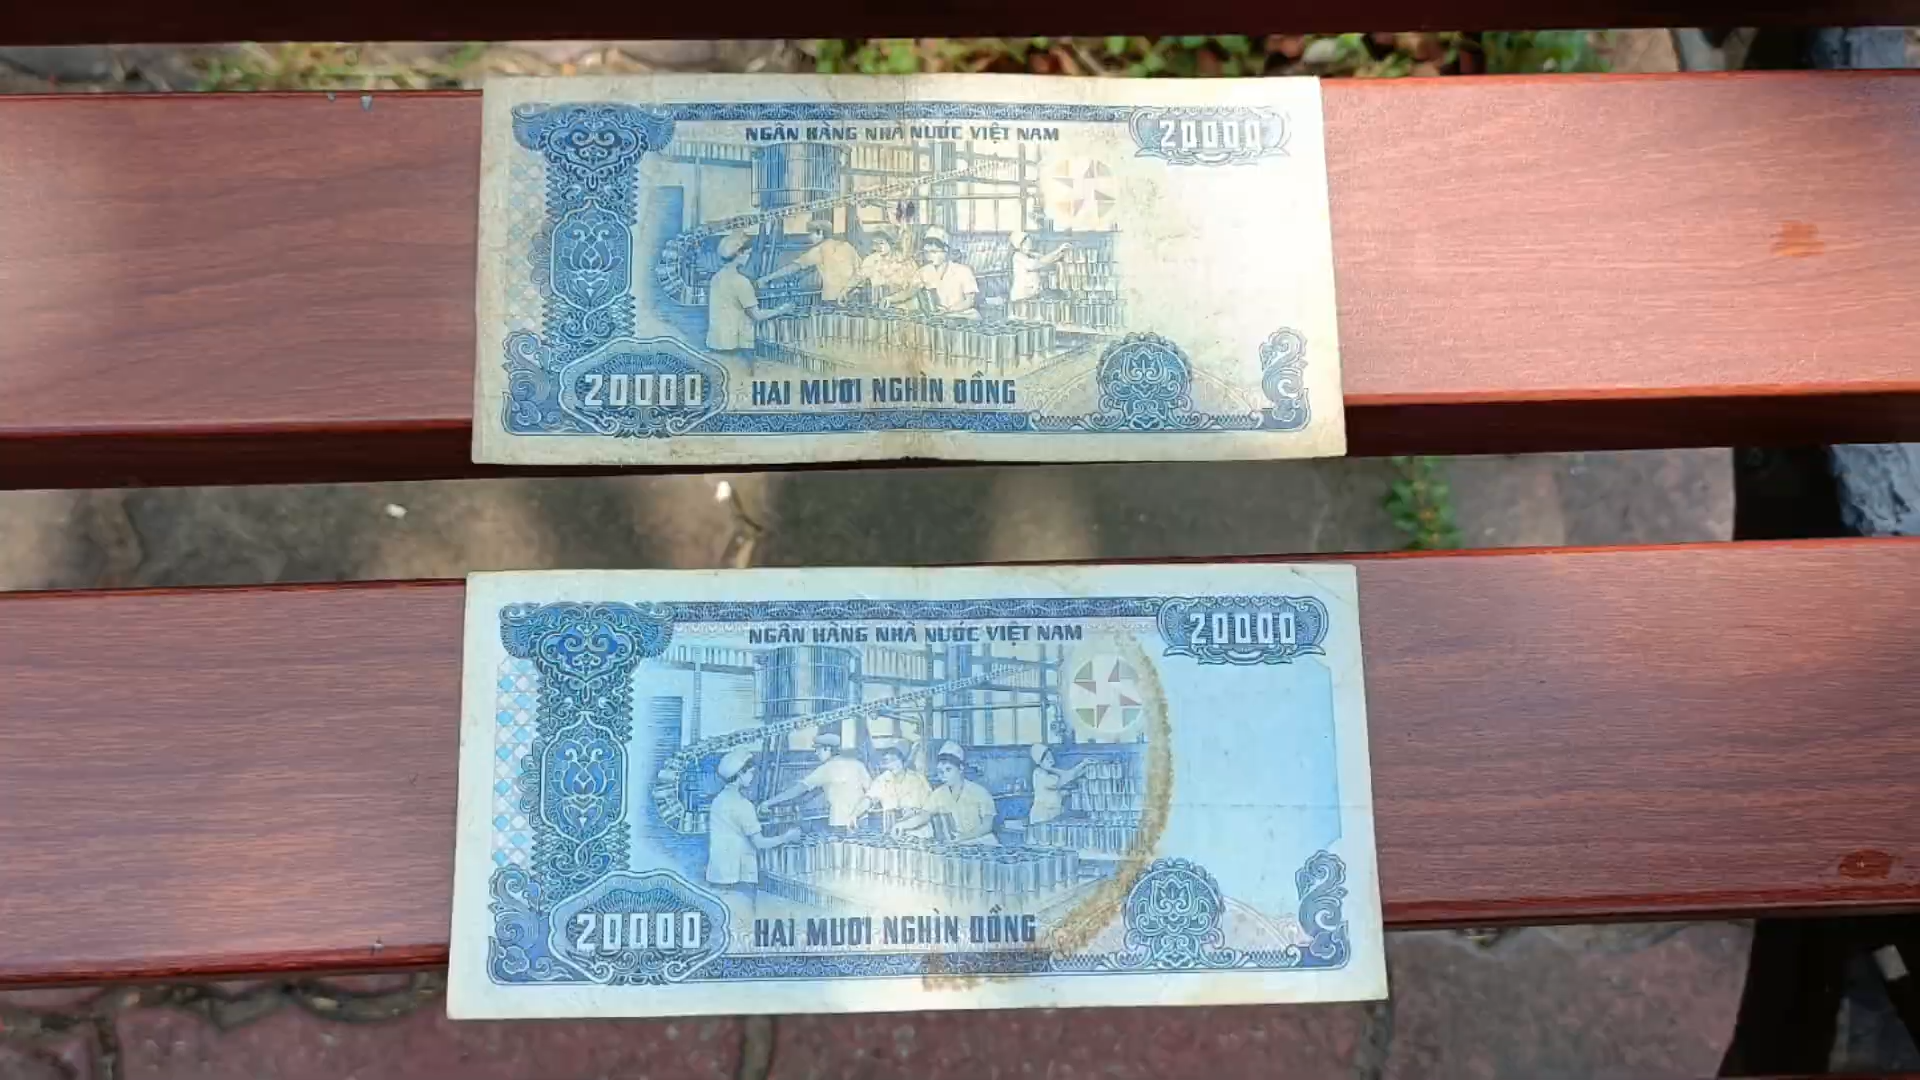 NGÂN HÀNG NHÀ NƯỚC VIỆT NAM
20000
20000
HAI MƯƠI NGHÌN ĐỒNG
NGÂN HÀNG NHÀ NƯỚC VIỆT NAM
20000
20000
HAI MƯƠI NGHÌN ĐỒNG